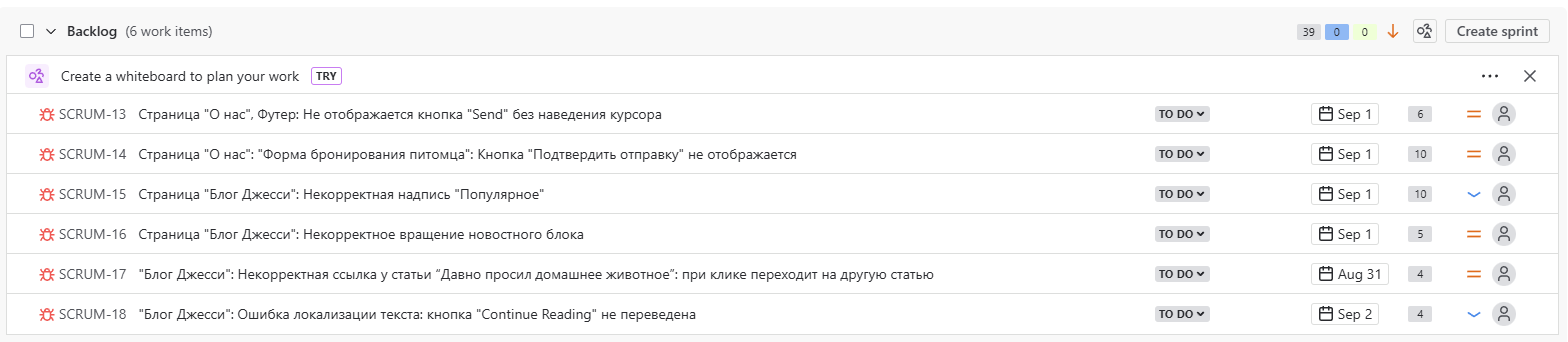 Backlog (6 work items) 39 0 0 Create sprint
Create a whiteboard to plan your work TRY
SCRUM-13 Страница "О нас", Футер: Не отображается кнопка "Send" без наведения курсора TO DO Sep 1 6
SCRUM-14 Страница "О нас": "Форма бронирования питомца": Кнопка "Подтвердить отправку" не отображается TO DO Sep 1 10
SCRUM-15 Страница "Блог Джесси": Некорректная надпись "Популярное" TO DO Sep 1 10
SCRUM-16 Страница "Блог Джесси": Некорректное вращение новостного блока TO DO Sep 1 5
SCRUM-17 "Блог Джесси": Некорректная ссылка у статьи “Давно просил домашнее животное”: при клике переходит на другую статью TO DO Aug 31 4
SCRUM-18 "Блог Джесси": Ошибка локализации текста: кнопка "Continue Reading" не переведена TO DO Sep 2 4